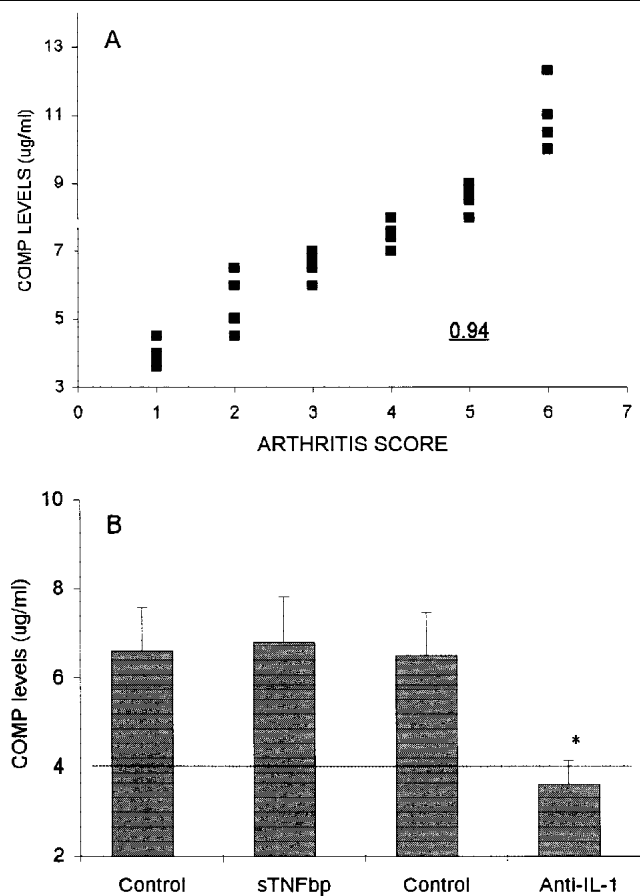 A
COMP LEVELS (ug/ml)
13
11
9
7
5
3
0.94
0 1 2 3 4 5 6 7
ARTHRITIS SCORE
B
COMP levels (ug/ml)
10
8
6
4
2
*
Control sTNFbp Control Anti-IL-1